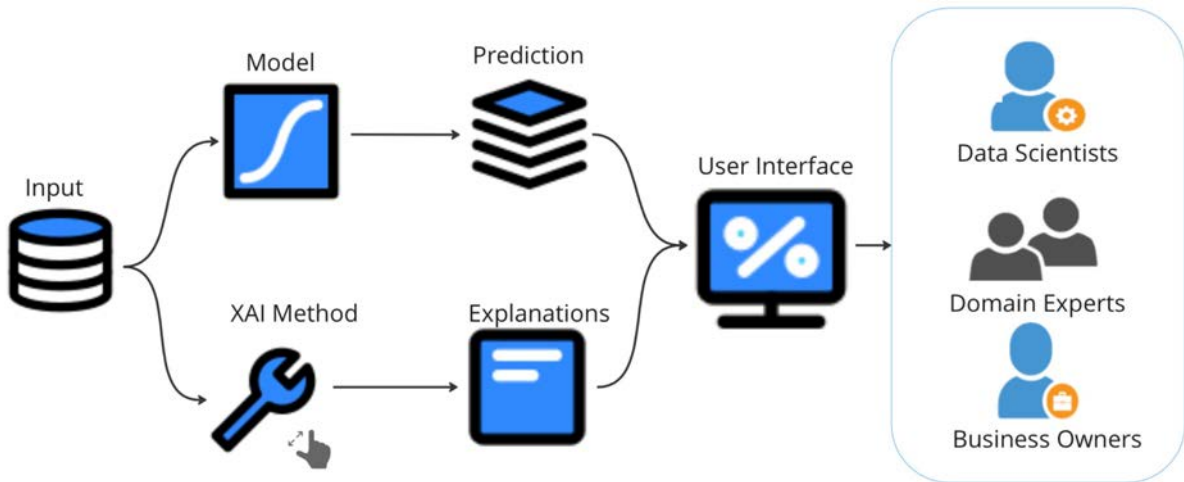 Input
Model
Prediction
XAI Method
Explanations
User Interface
Data Scientists
Domain Experts
Business Owners